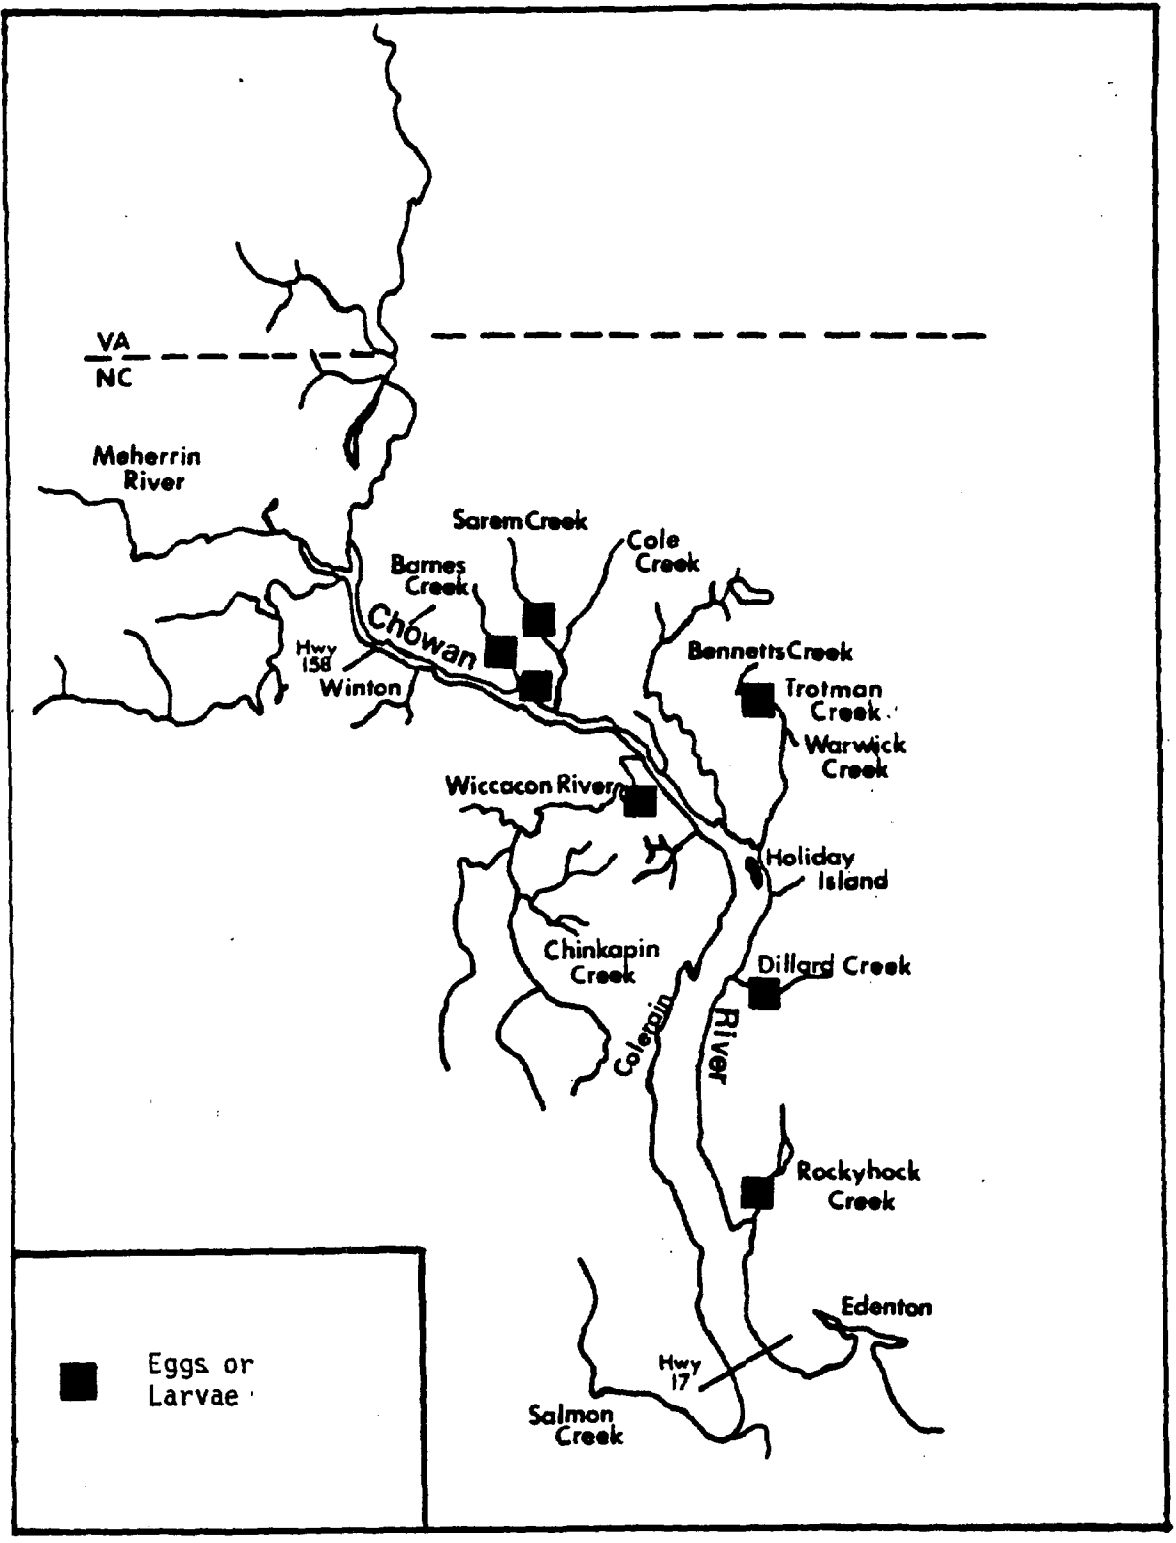 VA
NC
Meherrin
River
Sarem Creek
Cole
Creek
Barnes
Creek
Chowan
Hwy
158
Winton
Bennetts Creek
Trotman
Creek
Warwick
Creek
Wiccacon River
Holiday
Island
Chinkapin
Creek
Dillard Creek
Colerain
River
Rockyhock
Creek
Edenton
Hwy
17
Salmon
Creek
Eggs or
Larvae